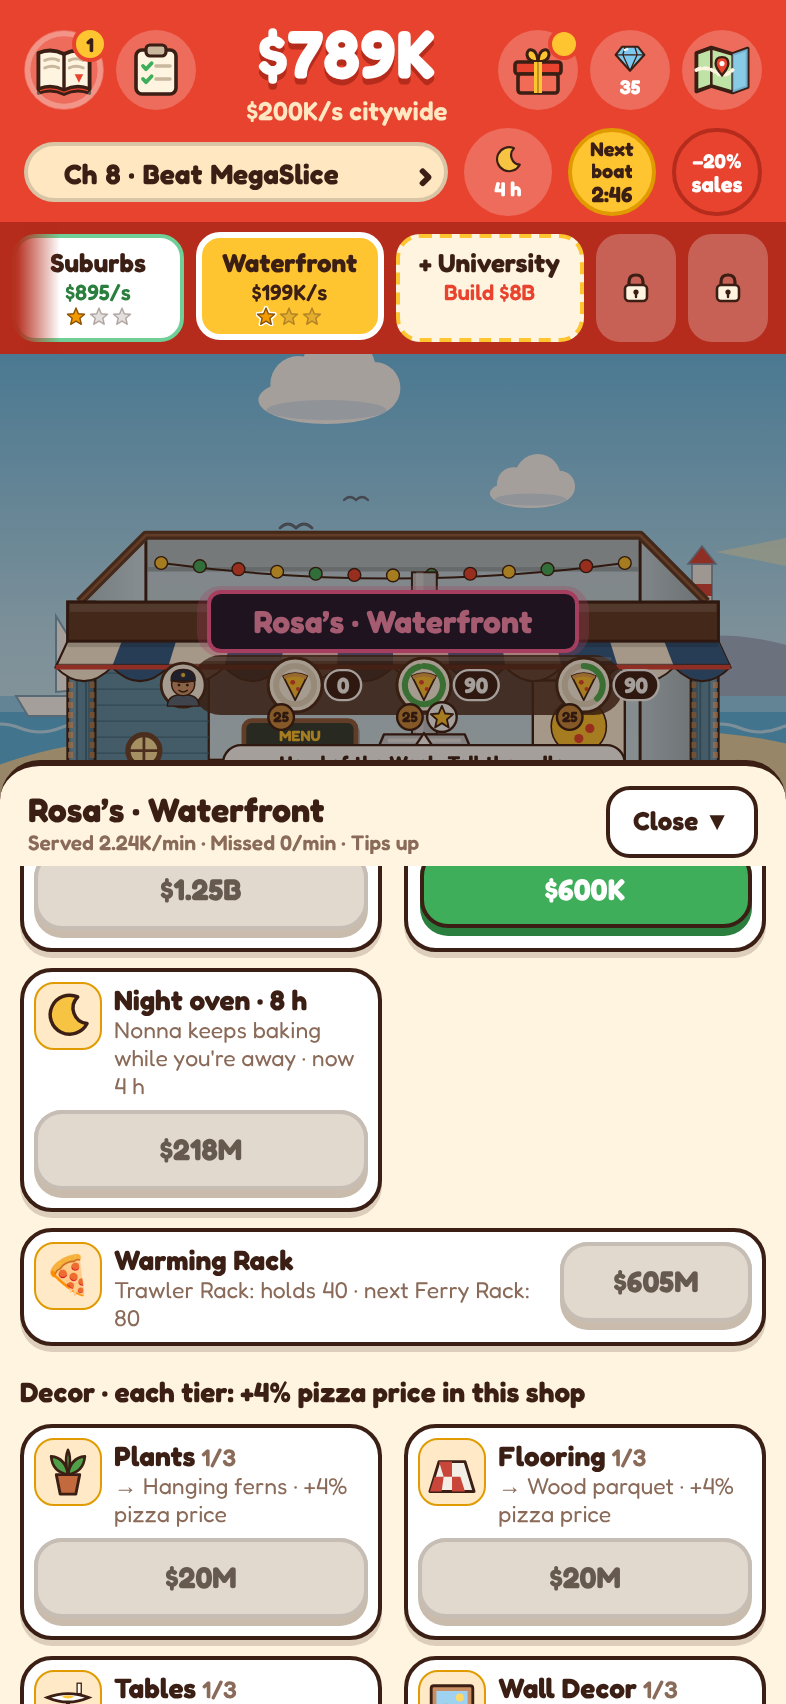 1
$789K
$200K/s citywide
35
Ch 8 · Beat MegaSlice ›
4 h
Next
boat
2:46
-20%
sales
Suburbs
$895/s
Waterfront
$199K/s
+ University
Build $8B
Rosa's · Waterfront
0
90
90
25
25
25
MENU
Rosa's · Waterfront
Served 2.24K/min · Missed 0/min · Tips up
Close ▼
$1.25B
$600K
Night oven · 8 h
Nonna keeps baking
while you're away · now
4 h
$218M
Warming Rack
Trawler Rack: holds 40 · next Ferry Rack:
80
$605M
Decor · each tier: +4% pizza price in this shop
Plants 1/3
→ Hanging ferns · +4%
pizza price
$20M
Flooring 1/3
→ Wood parquet · +4%
pizza price
$20M
Tables 1/3
Wall Decor 1/3